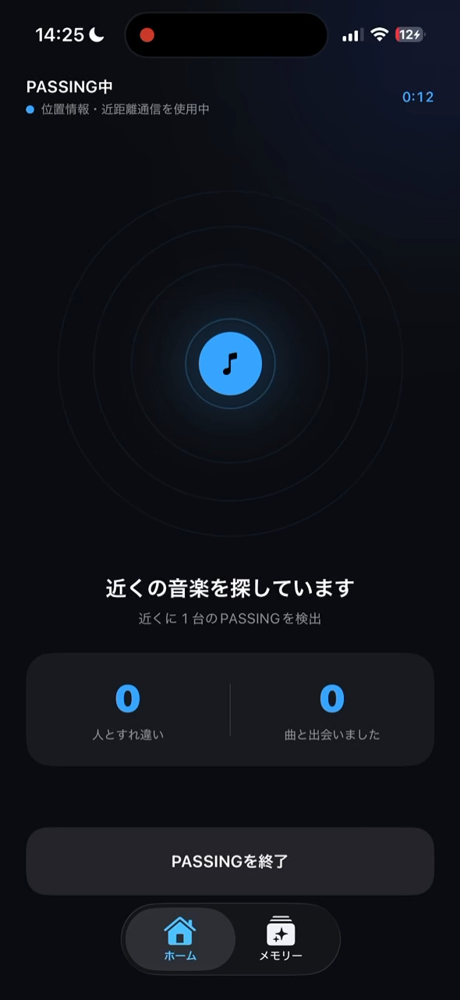 14:25
12
PASSING中
位置情報・近距離通信を使用中
0:12
近くの音楽を探しています
近くに 1 台のPASSINGを検出
0
人とすれ違い
0
曲と出会いました
PASSINGを終了
ホーム
メモリー